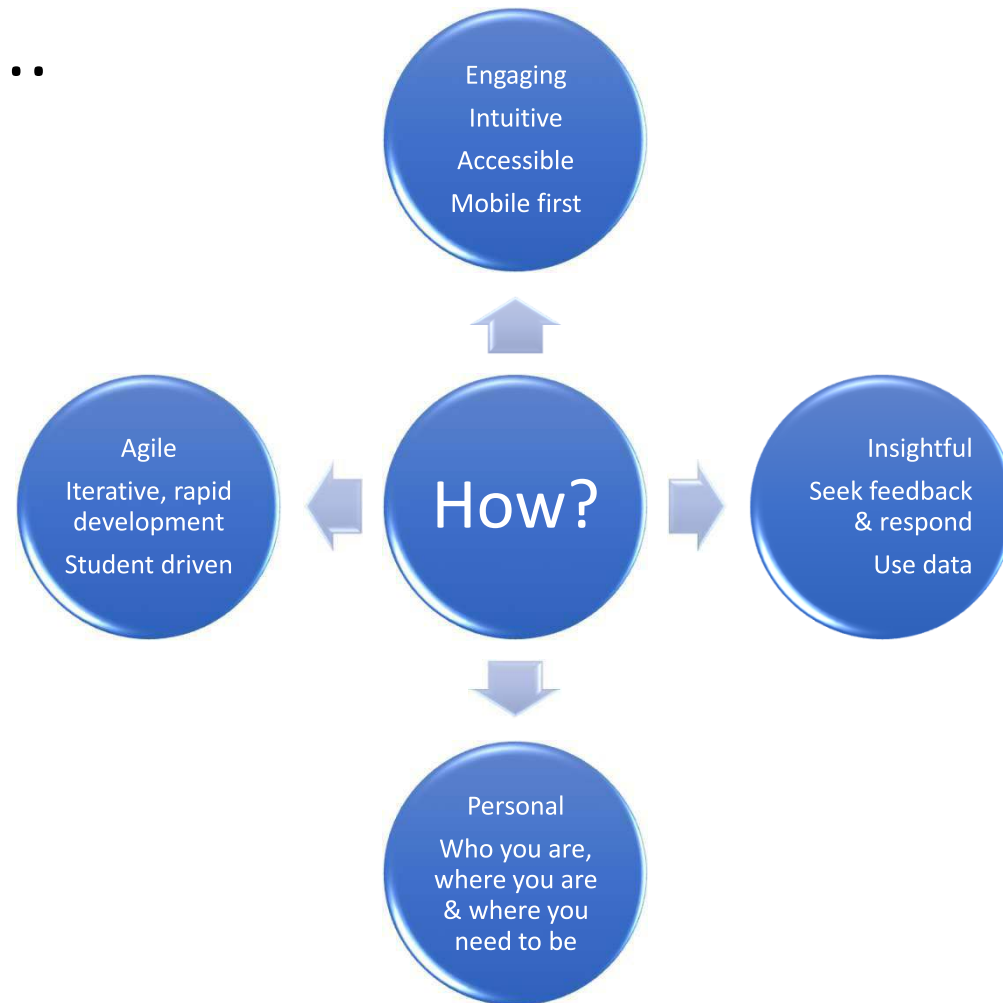 ..
Engaging
Intuitive
Accessible
Mobile first
Agile
Iterative, rapid
development
Student driven
How?
Insightful
Seek feedback
& respond
Use data
Personal
Who you are,
where you are
& where you
need to be